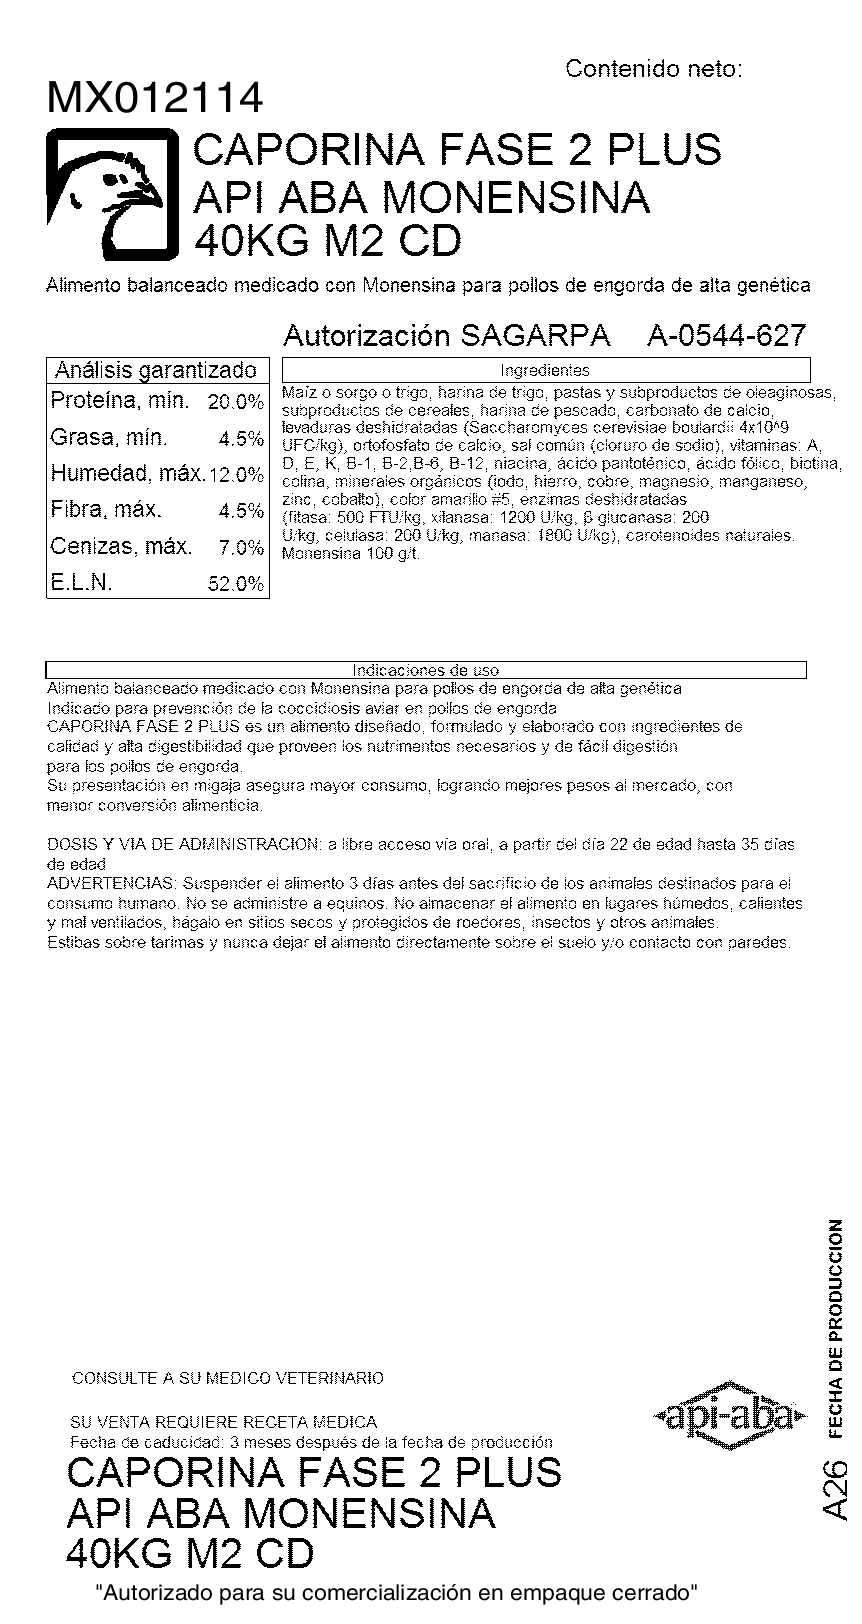 Contenido neto:
MX012114
CAPORINA FASE 2 PLUS
API ABA MONENSINA
40KG M2 CD
Alimento balanceado medicado con Monensina para pollos de engorda de alta genética
Autorización SAGARPA A-0544-627
Análisis garantizado
Proteína, mín. 20.0%
Grasa, mín. 4.5%
Humedad, máx. 12.0%
Fibra, máx. 4.5%
Cenizas, máx. 7.0%
E.L.N. 52.0%
Ingredientes
Maíz o sorgo o trigo, harina de trigo, pastas y subproductos de oleaginosas,
subproductos de cereales, harina de pescado, carbonato de calcio,
levaduras deshidratadas (Saccharomyces cerevisiae boulardii 4x10^9
UFC/kg), ortofosfato de calcio, sal común (cloruro de sodio), vitaminas: A,
D, E, K, B-1, B-2,B-6, B-12, niacina, ácido pantoténico, ácido fólico, biotina,
colina, minerales orgánicos (iodo, hierro, cobre, magnesio, manganeso,
zinc, cobalto), color amarillo #5, enzimas deshidratadas
(fitasa: 500 FTU/kg, xilanasa: 1200 U/kg, β glucanasa: 200
U/kg, celulasa: 200 U/kg, manasa: 1800 U/kg), carotenoides naturales.
Monensina 100 g/t.
Indicaciones de uso
Alimento balanceado medicado con Monensina para pollos de engorda de alta genética
Indicado para prevención de la coccidiosis aviar en pollos de engorda
CAPORINA FASE 2 PLUS es un alimento diseñado, formulado y elaborado con ingredientes de
calidad y alta digestibilidad que proveen los nutrimentos necesarios y de fácil digestión
para los pollos de engorda.
Su presentación en migaja asegura mayor consumo, logrando mejores pesos al mercado, con
menor conversión alimenticia.
DOSIS Y VIA DE ADMINISTRACION: a libre acceso vía oral, a partir del día 22 de edad hasta 35 días
de edad
ADVERTENCIAS: Suspender el alimento 3 días antes del sacrificio de los animales destinados para el
consumo humano. No se administre a equinos. No almacenar el alimento en lugares húmedos, calientes
y mal ventilados, hágalo en sitios secos y protegidos de roedores, insectos y otros animales.
Estibas sobre tarimas y nunca dejar el alimento directamente sobre el suelo y/o contacto con paredes.
FECHA DE PRODUCCION
A26
CONSULTE A SU MEDICO VETERINARIO
api-aba
SU VENTA REQUIERE RECETA MEDICA
Fecha de caducidad: 3 meses después de la fecha de producción
CAPORINA FASE 2 PLUS
API ABA MONENSINA
40KG M2 CD
"Autorizado para su comercialización en empaque cerrado"